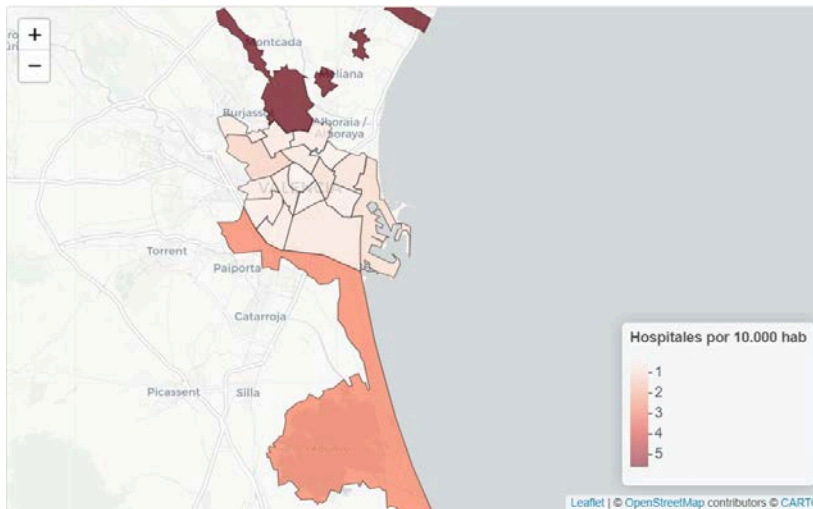 +
−
Montcada
Meliana
Burjassot
Alboraia /
Alboraya
VALENCIA
Torrent
Paiporta
Catarroja
Picassent
Silla
Hospitales por 10.000 hab
1
2
3
4
5
Leaflet | © OpenStreetMap contributors © CARTO